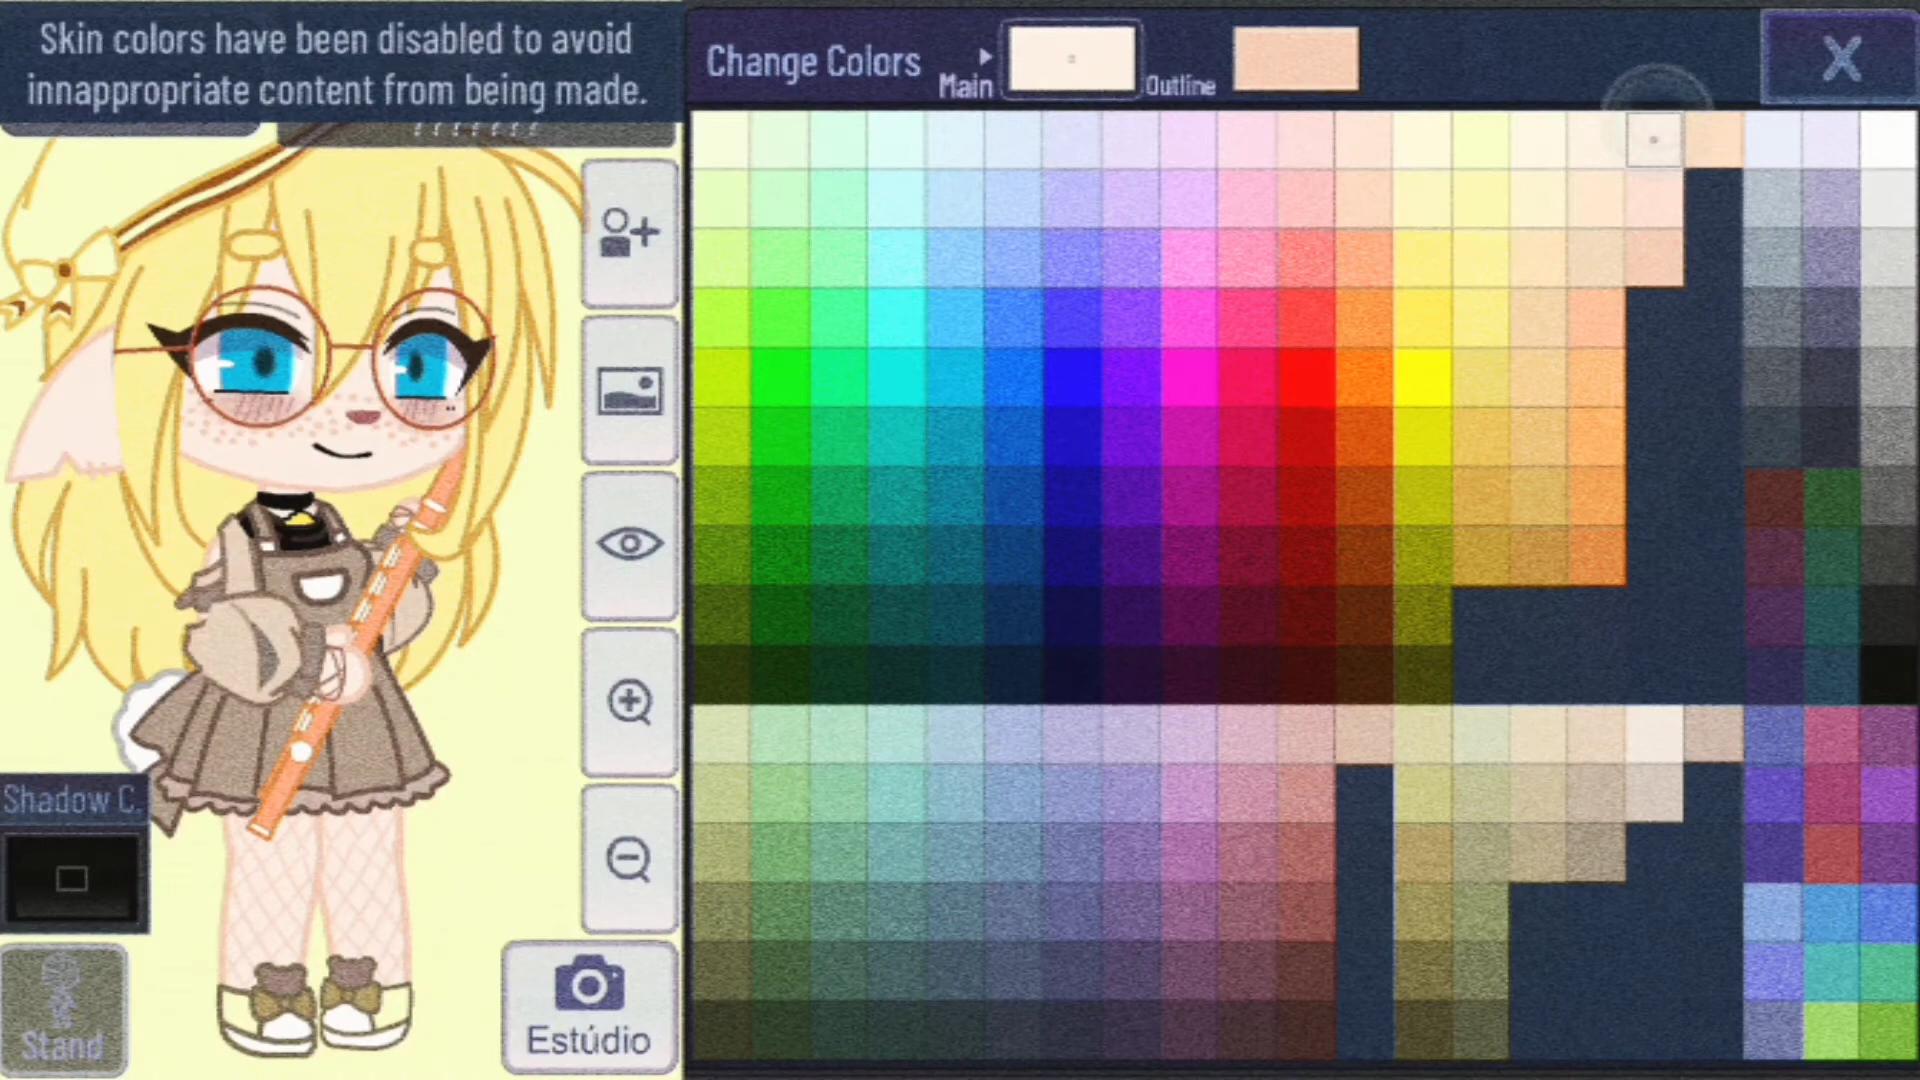 Skin colors have been disabled to avoid
innappropriate content from being made.
???????
Change Colors
Main
Outline
X
Shadow C.
Stand
Estúdio